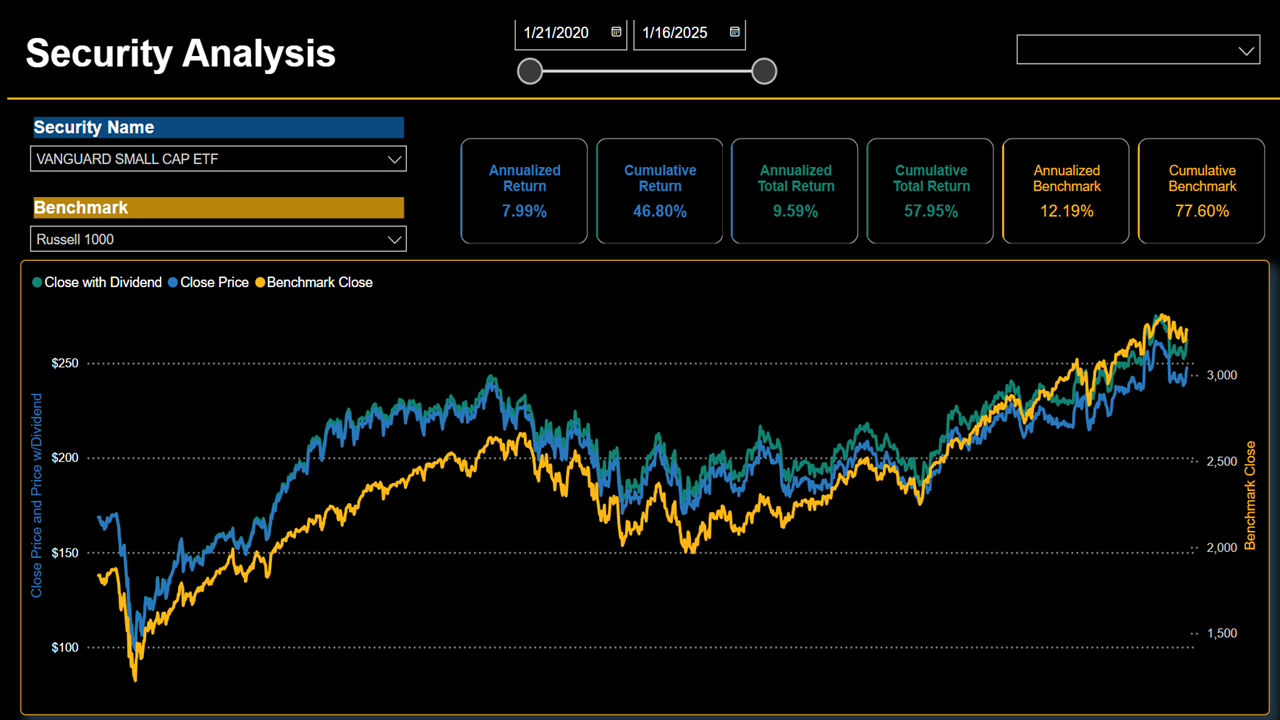 Security Analysis
1/21/2020
1/16/2025
Security Name
VANGUARD SMALL CAP ETF
Benchmark
Russell 1000
Annualized
Return
7.99%
Cumulative
Return
46.80%
Annualized
Total Return
9.59%
Cumulative
Total Return
57.95%
Annualized
Benchmark
12.19%
Cumulative
Benchmark
77.60%
Close with Dividend
Close Price
Benchmark Close
Close Price and Price w/Dividend
$250
$200
$150
$100
3,000
2,500
2,000
1,500
Benchmark Close